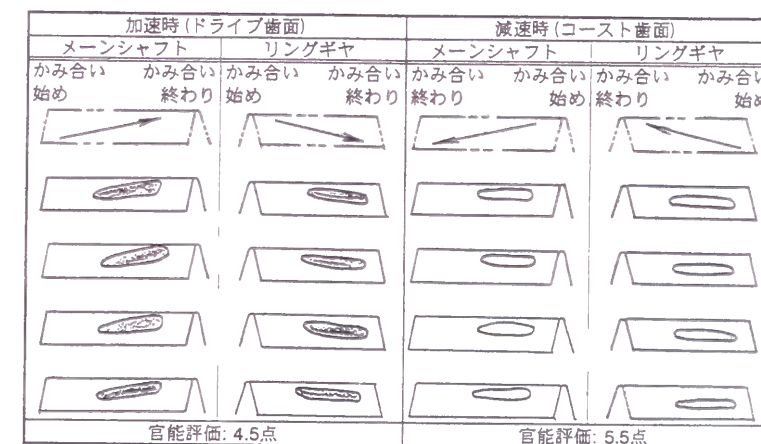 加速時(ドライブ歯面) 減速時(コースト歯面)
メーンシャフト リングギヤ メーンシャフト リングギヤ
かみ合い かみ合い かみ合い かみ合い かみ合い かみ合い かみ合い かみ合い
始め 終わり 始め 終わり 終わり 始め 終わり 始め
官能評価: 4.5点 官能評価: 5.5点